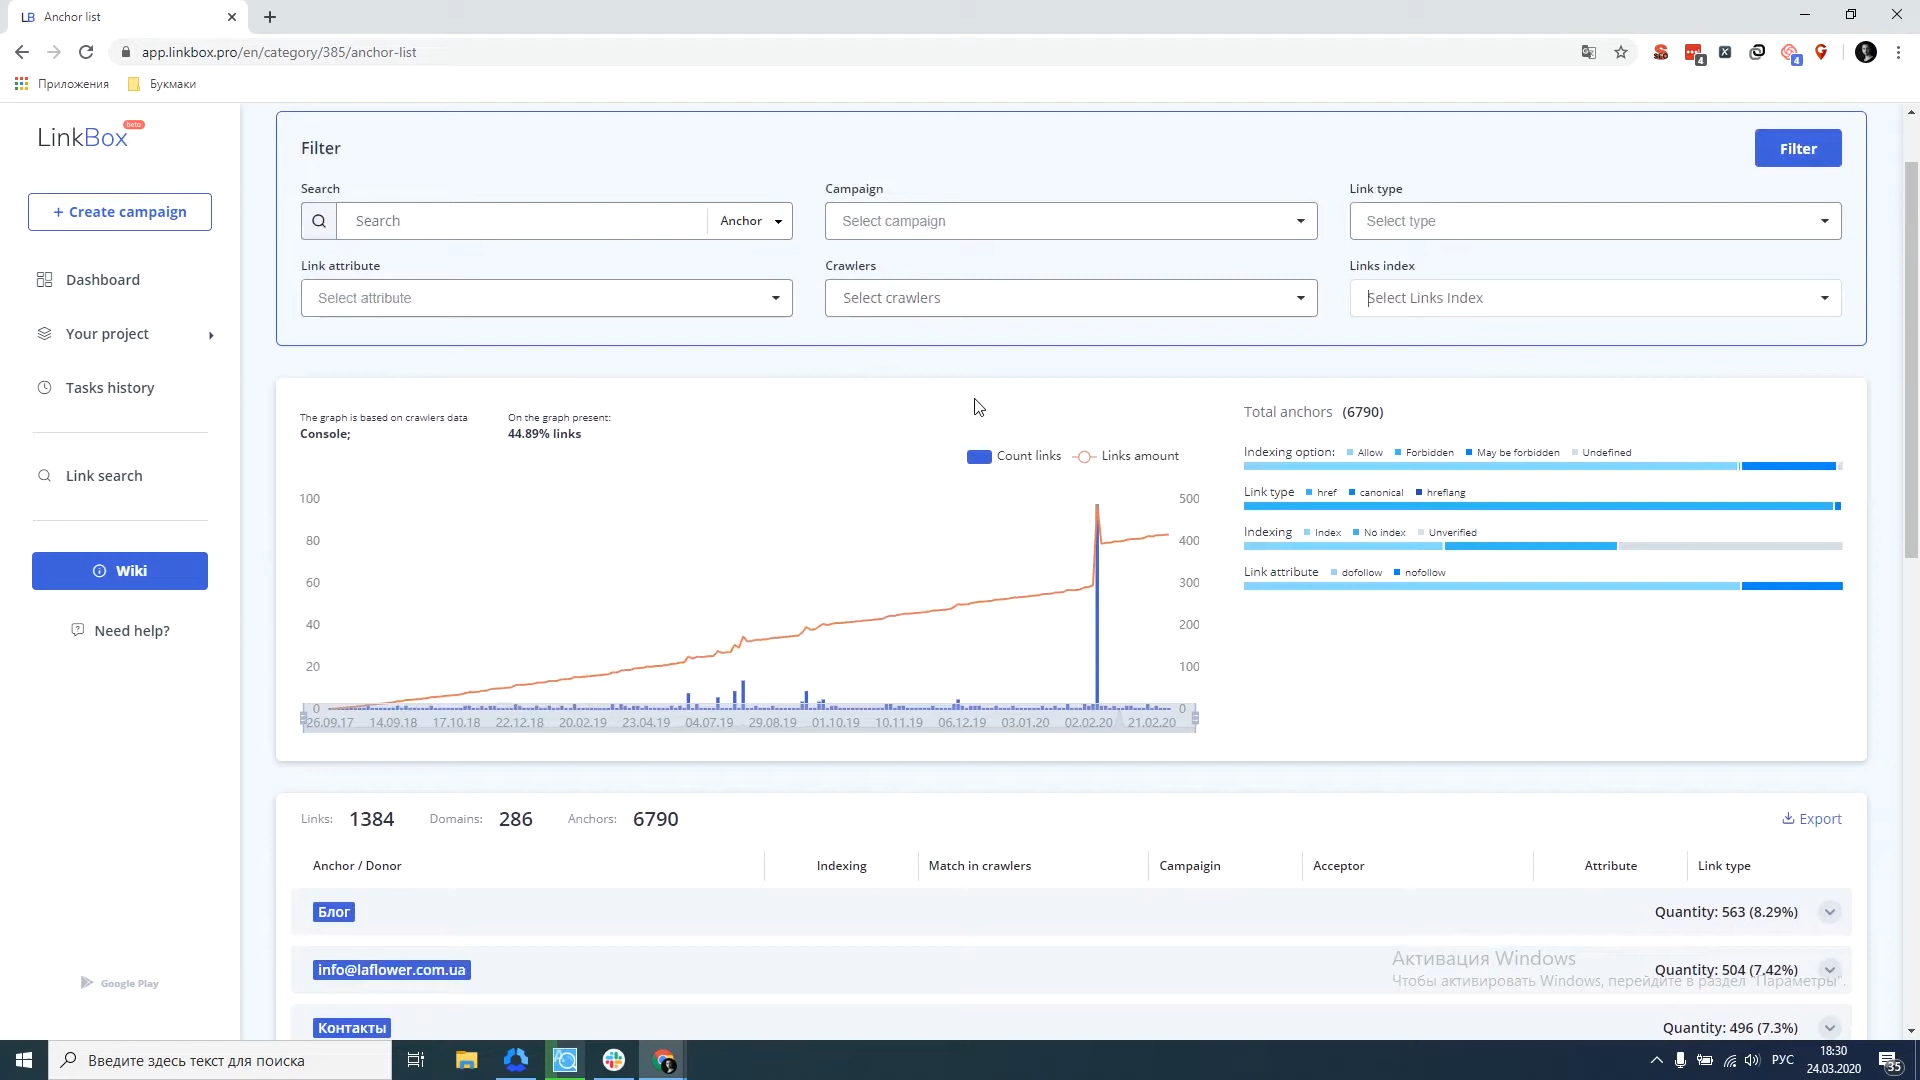 LB Anchor list
app.linkbox.pro/en/category/385/anchor-list
4
4
Приложения Букмаки
LinkBox beta
+ Create campaign
Dashboard
Your project
Tasks history
Link search
Wiki
Need help?
Google Play
Filter
Filter
Search Campaign Link type
Search Anchor Select campaign Select type
Link attribute Crawlers Links index
Select attribute Select crawlers Select Links Index
The graph is based on crawlers data On the graph present:
Console; 44.89% links
Count links Links amount
100 500
80 400
60 300
40 200
20 100
0 0
26.09.17 14.09.18 17.10.18 22.12.18 20.02.19 23.04.19 04.07.19 29.08.19 01.10.19 10.11.19 06.12.19 03.01.20 02.02.20 21.02.20
Total anchors (6790)
Indexing option: Allow Forbidden May be forbidden Undefined
Link type href canonical hreflang
Indexing Index No index Unverified
Link attribute dofollow nofollow
Links: 1384 Domains: 286 Anchors: 6790 Export
Anchor / Donor Indexing Match in crawlers Campaigin Acceptor Attribute Link type
Блог Quantity: 563 (8.29%)
info@laflower.com.ua Quantity: 504 (7.42%)
Контакты Quantity: 496 (7.3%)
Активация Windows
Чтобы активировать Windows, перейдите в раздел "Параметры".
Введите здесь текст для поиска
РУС
18:30
24.03.2020
35